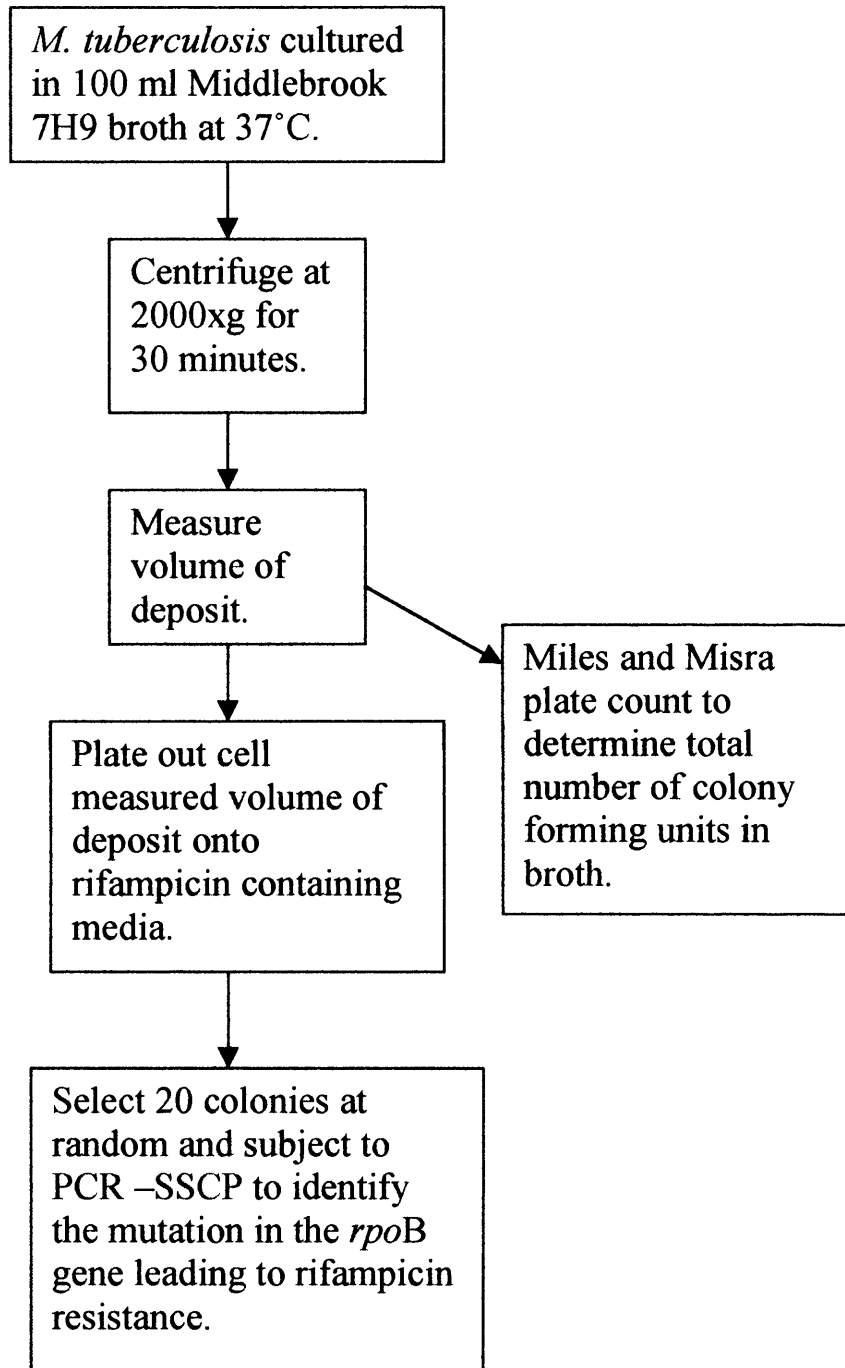 M. tuberculosis cultured
in 100 ml Middlebrook
7H9 broth at 37˚C.
Centrifuge at
2000xg for
30 minutes.
Measure
volume of
deposit.
Miles and Misra
plate count to
determine total
number of colony
forming units in
broth.
Plate out cell
measured volume of
deposit onto
rifampicin containing
media.
Select 20 colonies at
random and subject to
PCR –SSCP to identify
the mutation in the rpoB
gene leading to rifampicin
resistance.